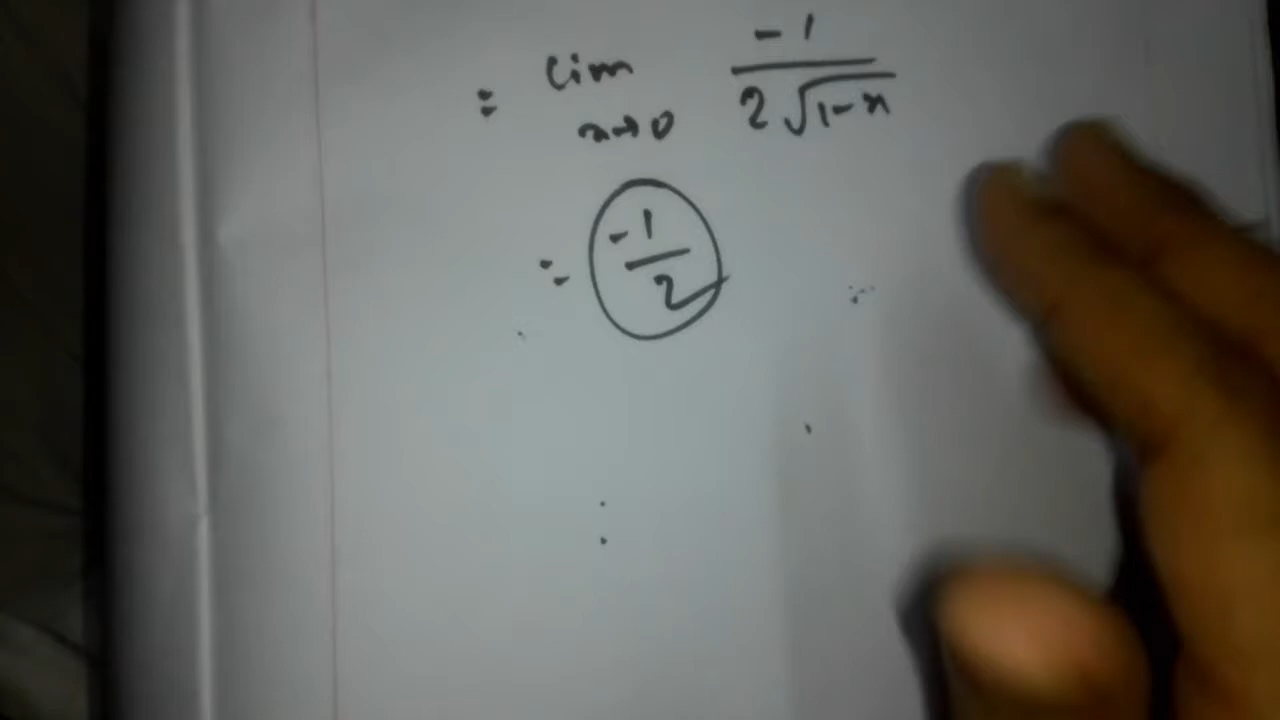 = lim x→0 -1 / 2√1-x
= -1 / 2